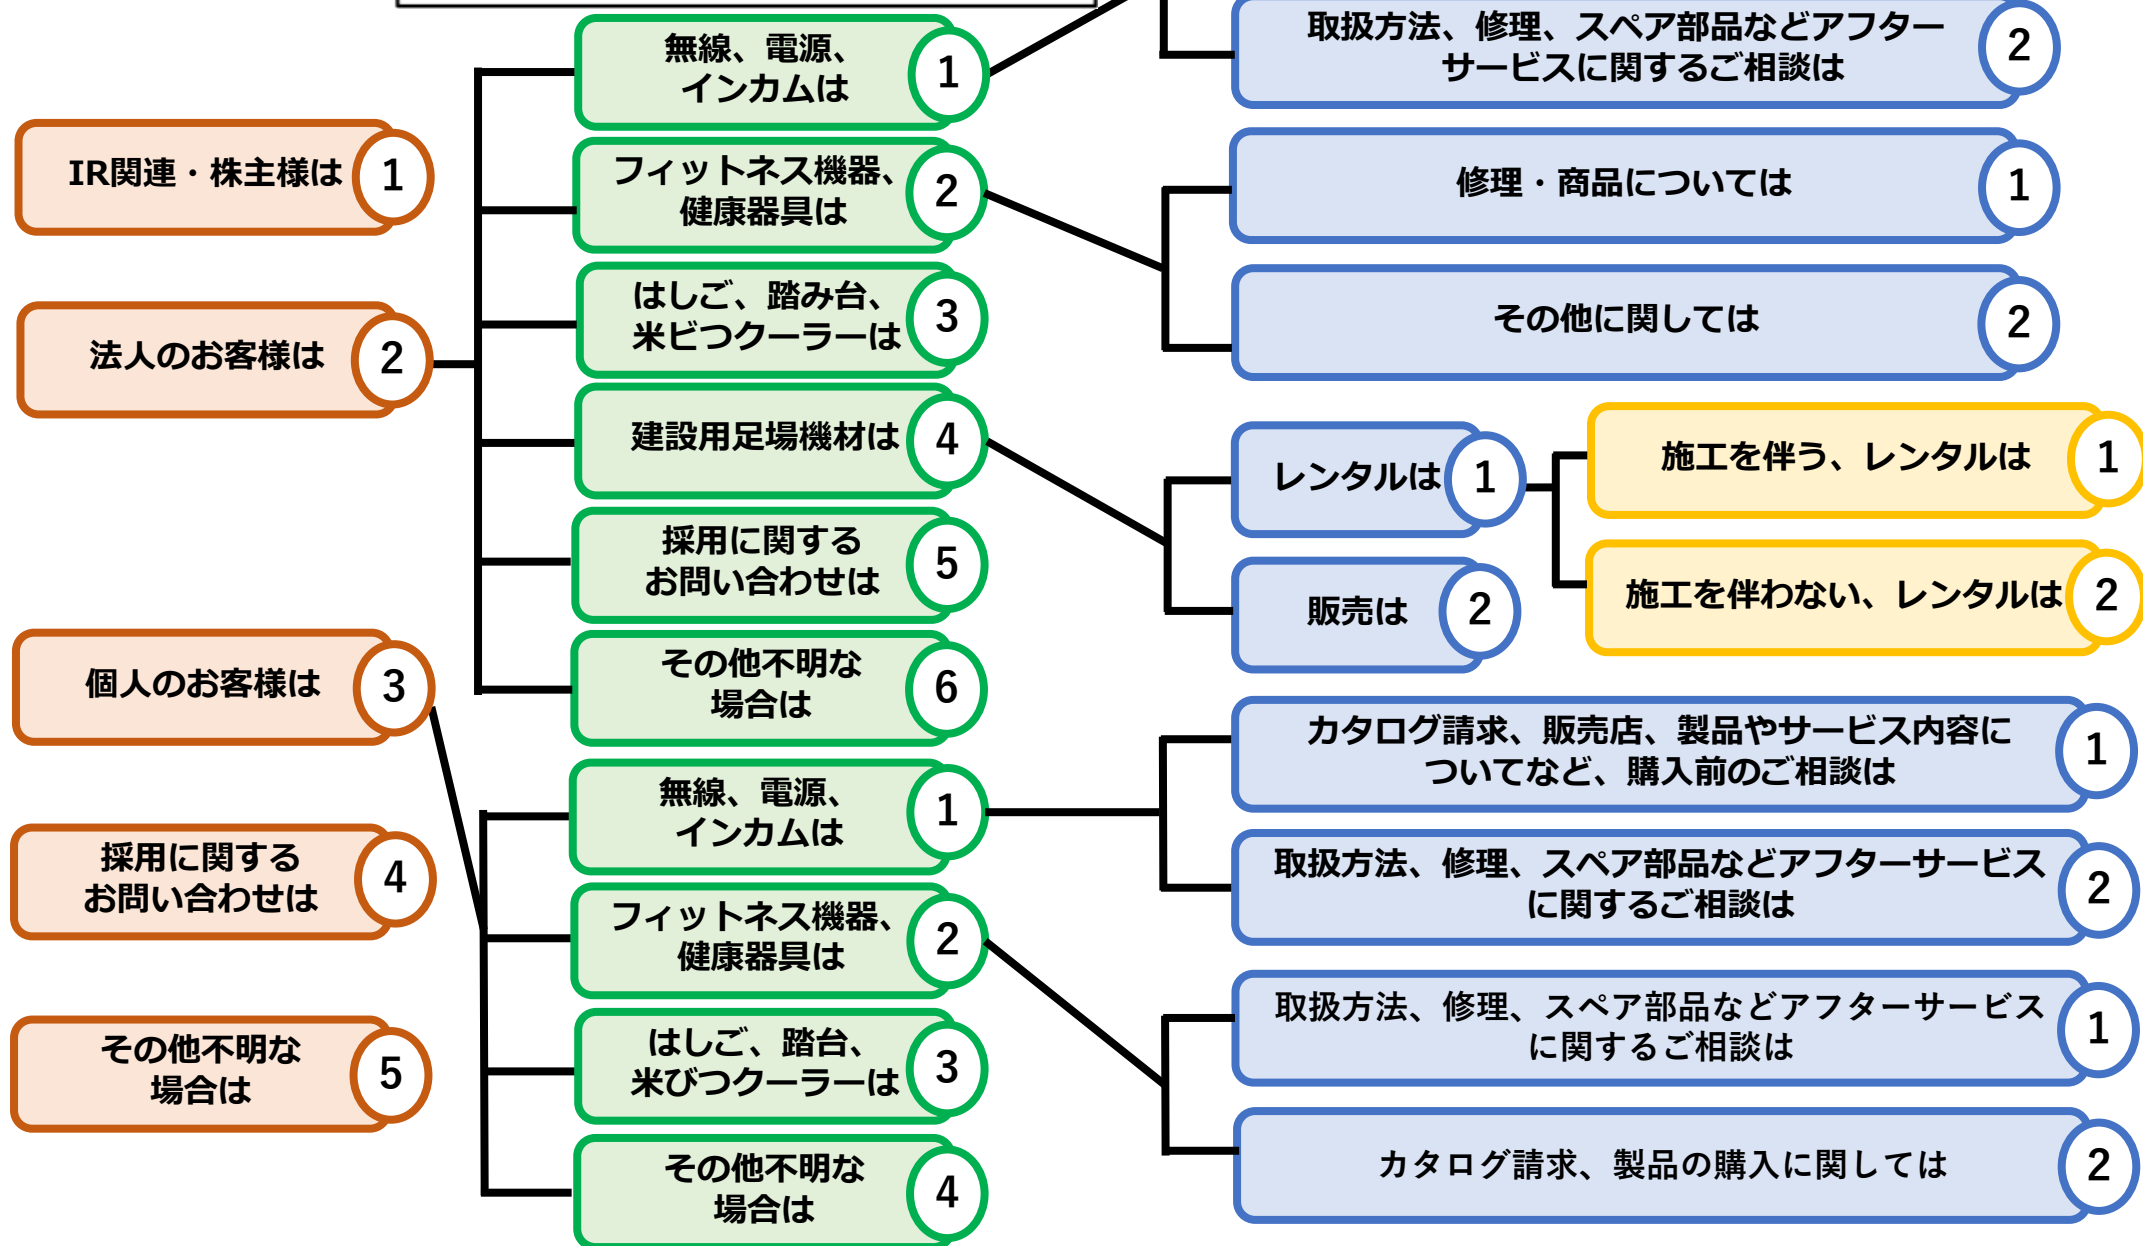 IR関連・株主様は
1
法人のお客様は
2
個人のお客様は
3
採用に関する
お問い合わせは
4
その他不明な
場合は
5
無線、電源、
インカムは
1
フィットネス機器、
健康器具は
2
はしご、踏み台、
米ビつクーラーは
3
建設用足場機材は
4
採用に関する
お問い合わせは
5
その他不明な
場合は
6
無線、電源、
インカムは
1
フィットネス機器、
健康器具は
2
はしご、踏台、
米びつクーラーは
3
その他不明な
場合は
4
取扱方法、修理、スペア部品などアフター
サービスに関するご相談は
2
修理・商品については
1
その他に関しては
2
レンタルは
1
販売は
2
施工を伴う、レンタルは
1
施工を伴わない、レンタルは
2
カタログ請求、販売店、製品やサービス内容に
ついてなど、購入前のご相談は
1
取扱方法、修理、スペア部品などアフターサービス
に関するご相談は
2
取扱方法、修理、スペア部品などアフターサービス
に関するご相談は
1
カタログ請求、製品の購入に関しては
2